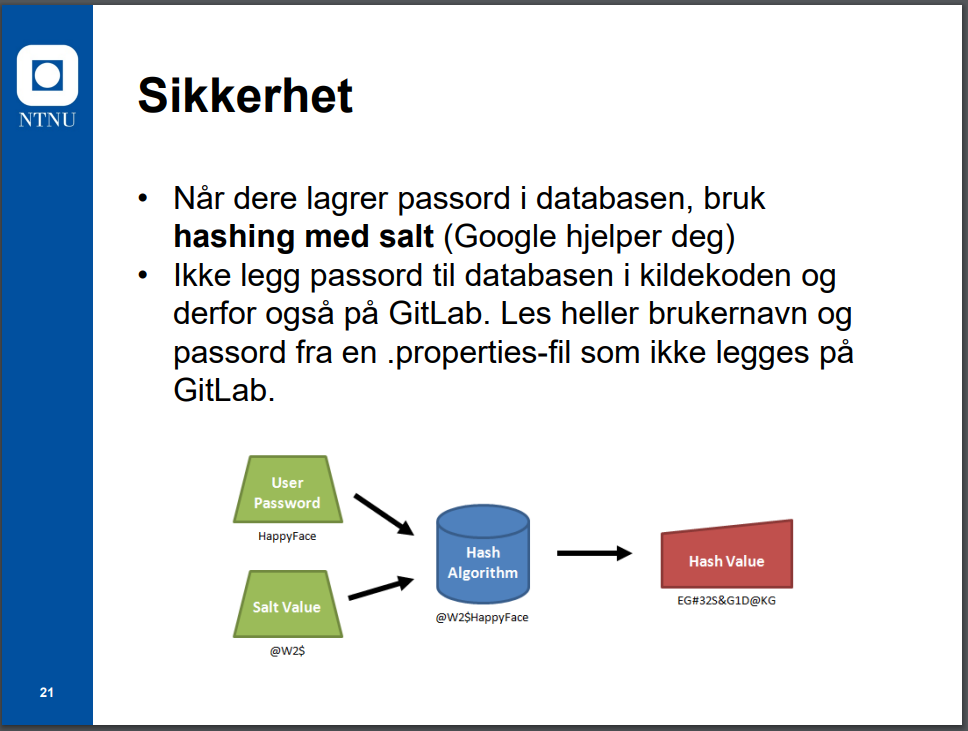 NTNU
Sikkerhet
• Når dere lagrer passord i databasen, bruk
hashing med salt (Google hjelper deg)
• Ikke legg passord til databasen i kildekoden og
derfor også på GitLab. Les heller brukernavn og
passord fra en .properties-fil som ikke legges på
GitLab.
User
Password
HappyFace
Salt Value
@W2$
Hash
Algorithm
@W2$HappyFace
Hash Value
EG#32S&G1D@KG
21